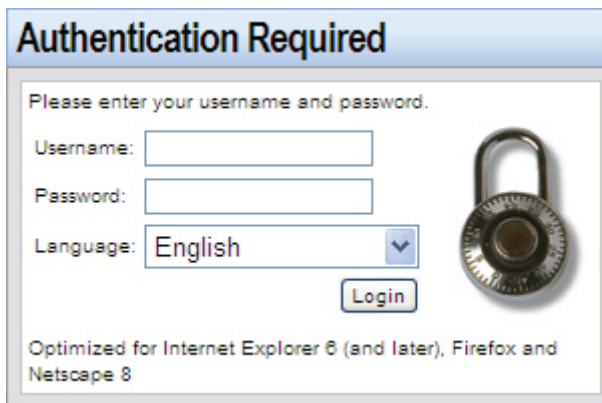 Authentication Required
Please enter your username and password.
Username:
Password:
Language: English
Login
Optimized for Internet Explorer 6 (and later), Firefox and
Netscape 8